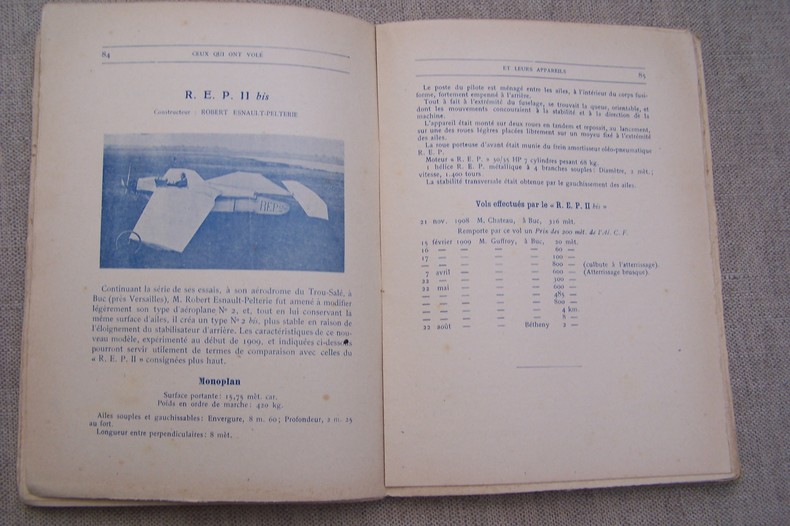 84
CEUX QUI ONT VOLÉ
R. E. P. II bis
Constructeur : ROBERT ESNAULT-PELTERIE
REP
Continuant la série de ses essais, à son aérodrome du Trou-Salé, à
Buc (près Versailles), M. Robert Esnault-Pelterie fut amené à modifier
légèrement son type d'aéroplane Nº 2, et, tout en lui conservant la
même surface d'ailes, il créa un type Nº 2 bis, plus stable en raison de
l'éloignement du stabilisateur d'arrière. Les caractéristiques de ce nou-
veau modèle, expérimenté au début de 1909, et indiquées ci-dessous
pourront servir utilement de termes de comparaison avec celles du
« R. E. P. II » consignées plus haut.
Monoplan
Surface portante : 15,75 mèt. car.
Poids en ordre de marche : 420 kg.
Ailes souples et gauchissables : Envergure, 8 m. 60 ; Profondeur, 2 m. 15
au fort.
Longueur entre perpendiculaires : 8 mèt.
ET LEURS APPAREILS
85
Le poste du pilote est ménagé entre les ailes, à l'intérieur du corps fusi-
forme, fortement empenné à l'arrière.
Tout à fait à l'extrémité du fuselage, se trouvait la queue, orientable, et
dont les mouvements concouraient à la stabilité et à la direction de la
machine.
L'appareil était monté sur deux roues en tandem et reposait, au lancement,
sur une des roues légères placées librement sur un moyeu fixé à l'extrémité
des ailes.
La roue porteuse d'avant était munie du frein amortisseur oléo-pneumatique
R. E. P.
Moteur « R. E. P. » 30/35 HP 7 cylindres pesant 68 kg.
1 hélice R. E. P. métallique à 4 branches souples : Diamètre, 2 mèt. ;
vitesse, 1.400 tours.
La stabilité transversale était obtenue par le gauchissement des ailes.
Vols effectués par le « R. E. P. II bis »
21 nov. 1908 M. Chateau, à Buc, 316 mèt.
Remporte par ce vol un Prix des 200 mèt. de l'Aé. C. F.
15 février 1909 M. Guffroy, à Buc, 20 mèt.
16 — — — — 60 —
17 — — — — 100 —
— — — — — 800 — (culbute à l'atterrissage).
7 avril — — — 600 — (Atterrissage brusque).
22 — — — — 300 —
22 mai — — — 600 —
— — — — — 485 —
— — — — — 800 —
— — — — — 4 km.
— — — — — 8 —
22 août — — Bétheny 2 —